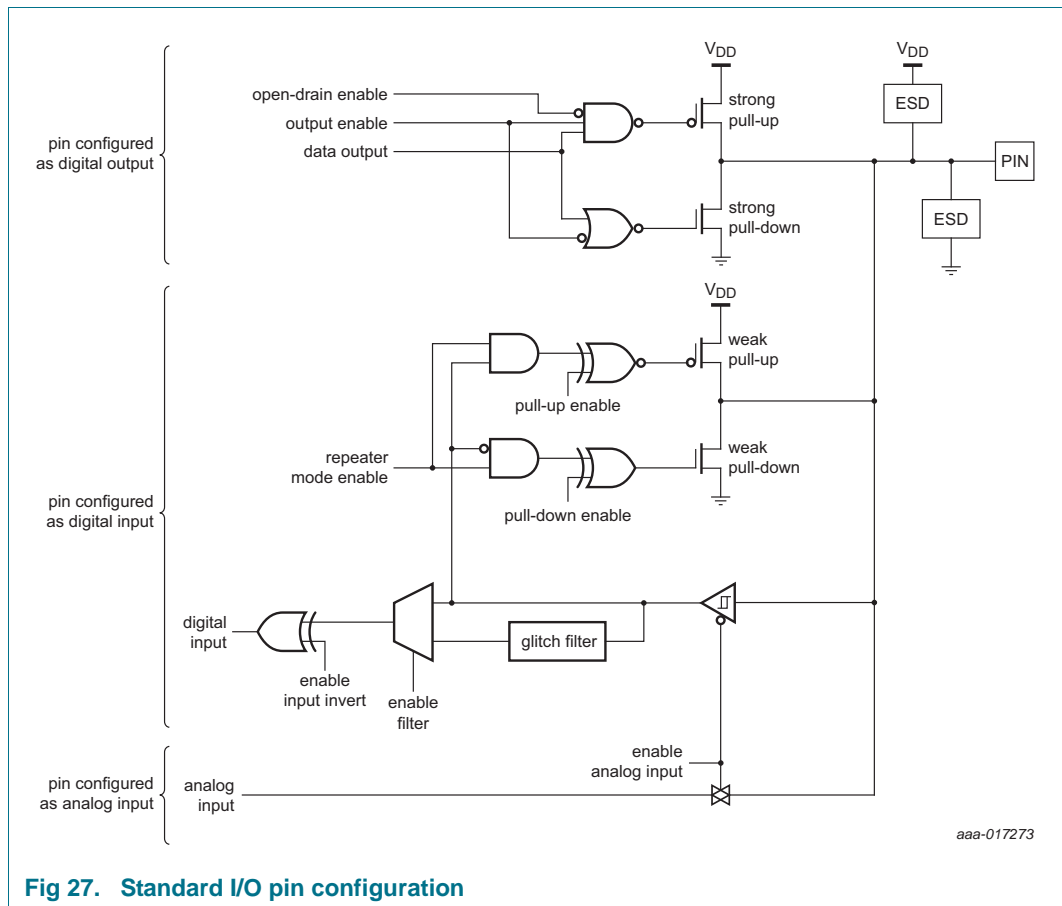 pin configured
as digital output
open-drain enable
output enable
data output
VDD
strong
pull-up
strong
pull-down
VDD
ESD
PIN
ESD
pin configured
as digital input
VDD
weak
pull-up
pull-up enable
repeater
mode enable
weak
pull-down
pull-down enable
digital
input
enable
input invert
enable
filter
glitch filter
pin configured
as analog input
analog
input
enable
analog input
aaa-017273
Fig 27. Standard I/O pin configuration